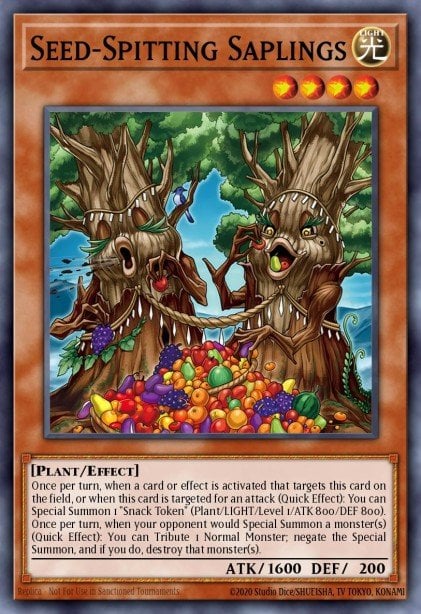 SEED-SPITTING SAPLINGS
LIGHT
光
[PLANT/EFFECT]
Once per turn, when a card or effect is activated that targets this card on
the field, or when this card is targeted for an attack (Quick Effect): You can
Special Summon 1 "Snack Token" (Plant/LIGHT/Level 1/ATK 800/DEF 800).
Once per turn, when your opponent would Special Summon a monster(s)
(Quick Effect): You can Tribute 1 Normal Monster; negate the Special
Summon, and if you do, destroy that monster(s).
ATK/1600 DEF/ 200
Replica - Not For Use in Sanctioned Tournaments
©2020 Studio Dice/SHUEISHA, TV TOKYO, KONAMI